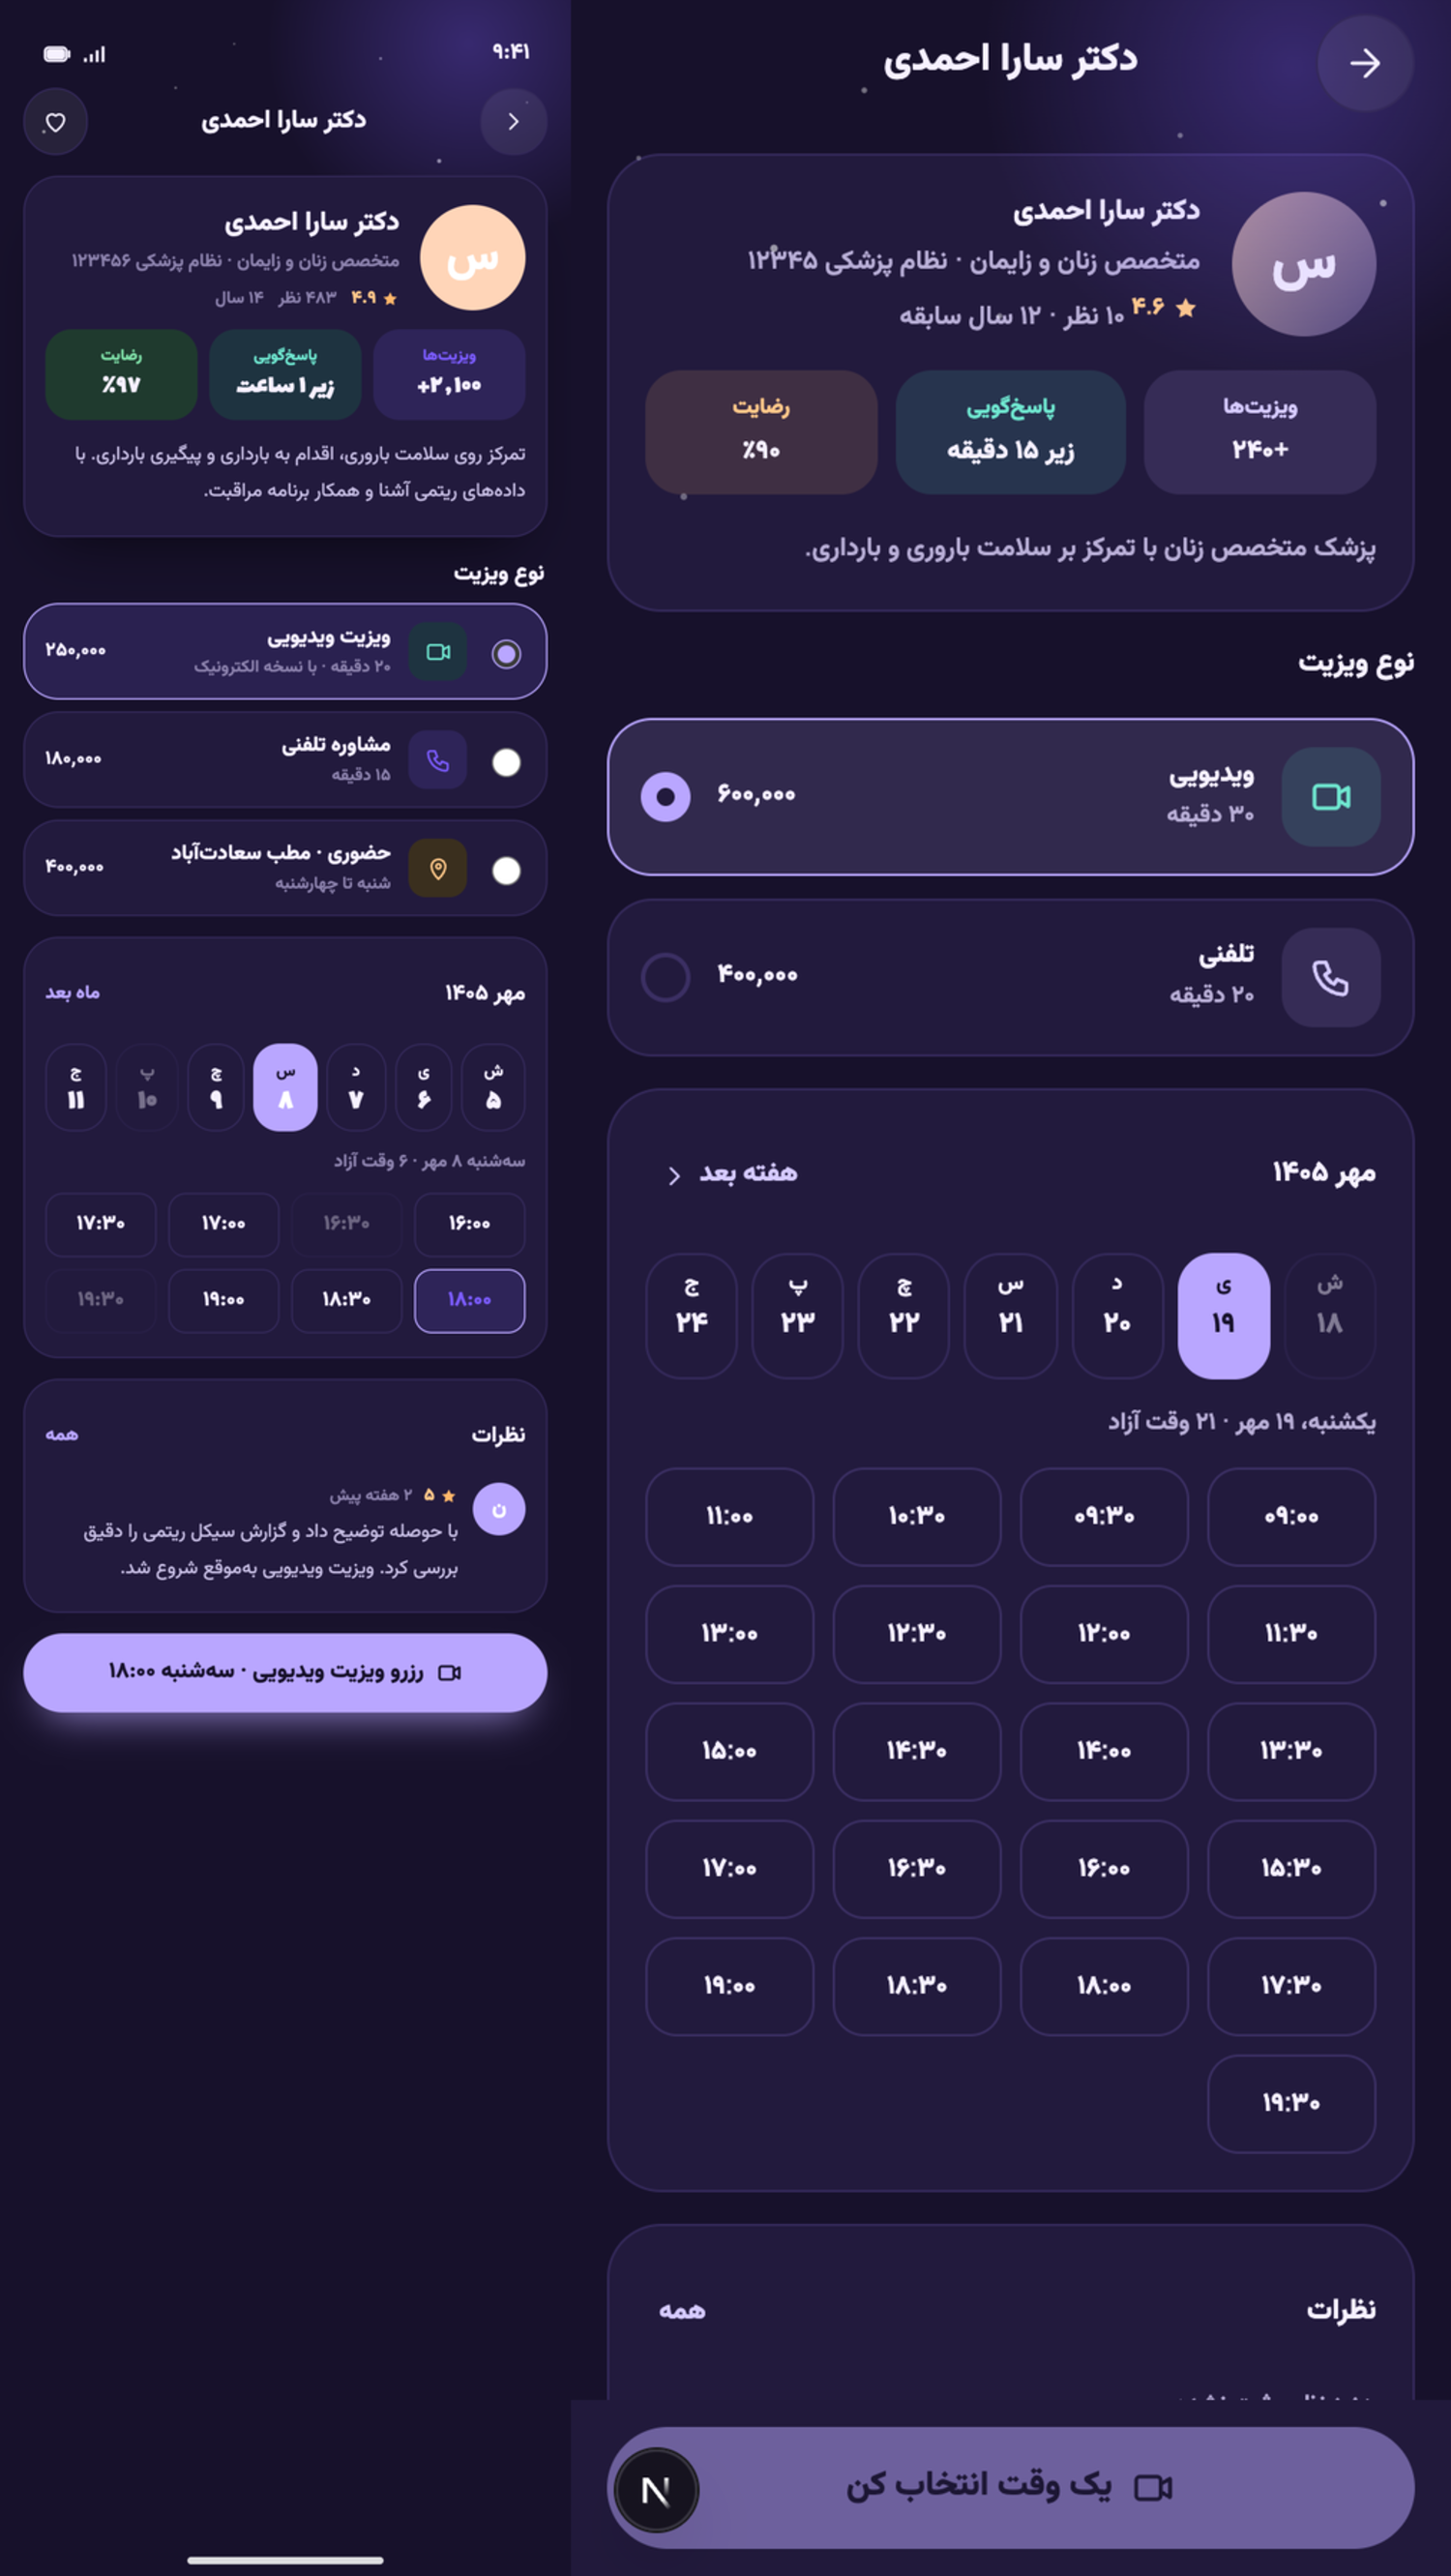 ۹:۴۱
دکتر سارا احمدی
دکتر سارا احمدی
س
متخصص زنان و زایمان · نظام پزشکی ۱۲۳۴۵۶
۴.۹ ۴۸۳ نظر ۱۴ سال
ویزیت‌ها
+۲,۱۰۰
پاسخ‌گویی
زیر ۱ ساعت
رضایت
٪۹۷
تمرکز روی سلامت باروری، اقدام به بارداری و پیگیری بارداری. با
داده‌های ریتمی آشنا و همکار برنامه مراقبت.
نوع ویزیت
ویزیت ویدیویی
۲۰ دقیقه · با نسخه الکترونیک
۲۵۰,۰۰۰
مشاوره تلفنی
۱۵ دقیقه
۱۸۰,۰۰۰
حضوری · مطب سعادت‌آباد
شنبه تا چهارشنبه
۴۰۰,۰۰۰
مهر ۱۴۰۵
ماه بعد
ش ی د س چ پ ج
۵ ۶ ۷ ۸ ۹ ۱۰ ۱۱
سه‌شنبه ۸ مهر · ۶ وقت آزاد
۱۶:۰۰ ۱۶:۳۰ ۱۷:۰۰ ۱۷:۳۰
۱۸:۰۰ ۱۸:۳۰ ۱۹:۰۰ ۱۹:۳۰
نظرات
همه
ن
۵ ۲ هفته پیش
با حوصله توضیح داد و گزارش سیکل ریتمی را دقیق
بررسی کرد. ویزیت ویدیویی به‌موقع شروع شد.
رزرو ویزیت ویدیویی · سه‌شنبه ۱۸:۰۰
دکتر سارا احمدی
دکتر سارا احمدی
س
متخصص زنان و زایمان · نظام پزشکی ۱۲۳۴۵
۴.۶ ۱۰ نظر · ۱۲ سال سابقه
ویزیت‌ها
۲۴۰+
پاسخ‌گویی
زیر ۱۵ دقیقه
رضایت
٪۹۰
پزشک متخصص زنان با تمرکز بر سلامت باروری و بارداری.
نوع ویزیت
ویدیویی
۳۰ دقیقه
۶۰۰,۰۰۰
تلفنی
۲۰ دقیقه
۴۰۰,۰۰۰
مهر ۱۴۰۵
هفته بعد
ش ی د س چ پ ج
۱۸ ۱۹ ۲۰ ۲۱ ۲۲ ۲۳ ۲۴
یکشنبه، ۱۹ مهر · ۲۱ وقت آزاد
۰۹:۰۰ ۰۹:۳۰ ۱۰:۳۰ ۱۱:۰۰
۱۱:۳۰ ۱۲:۰۰ ۱۲:۳۰ ۱۳:۰۰
۱۳:۳۰ ۱۴:۰۰ ۱۴:۳۰ ۱۵:۰۰
۱۵:۳۰ ۱۶:۰۰ ۱۶:۳۰ ۱۷:۰۰
۱۷:۳۰ ۱۸:۰۰ ۱۸:۳۰ ۱۹:۰۰
۱۹:۳۰
نظرات
همه
یک وقت انتخاب کن
N